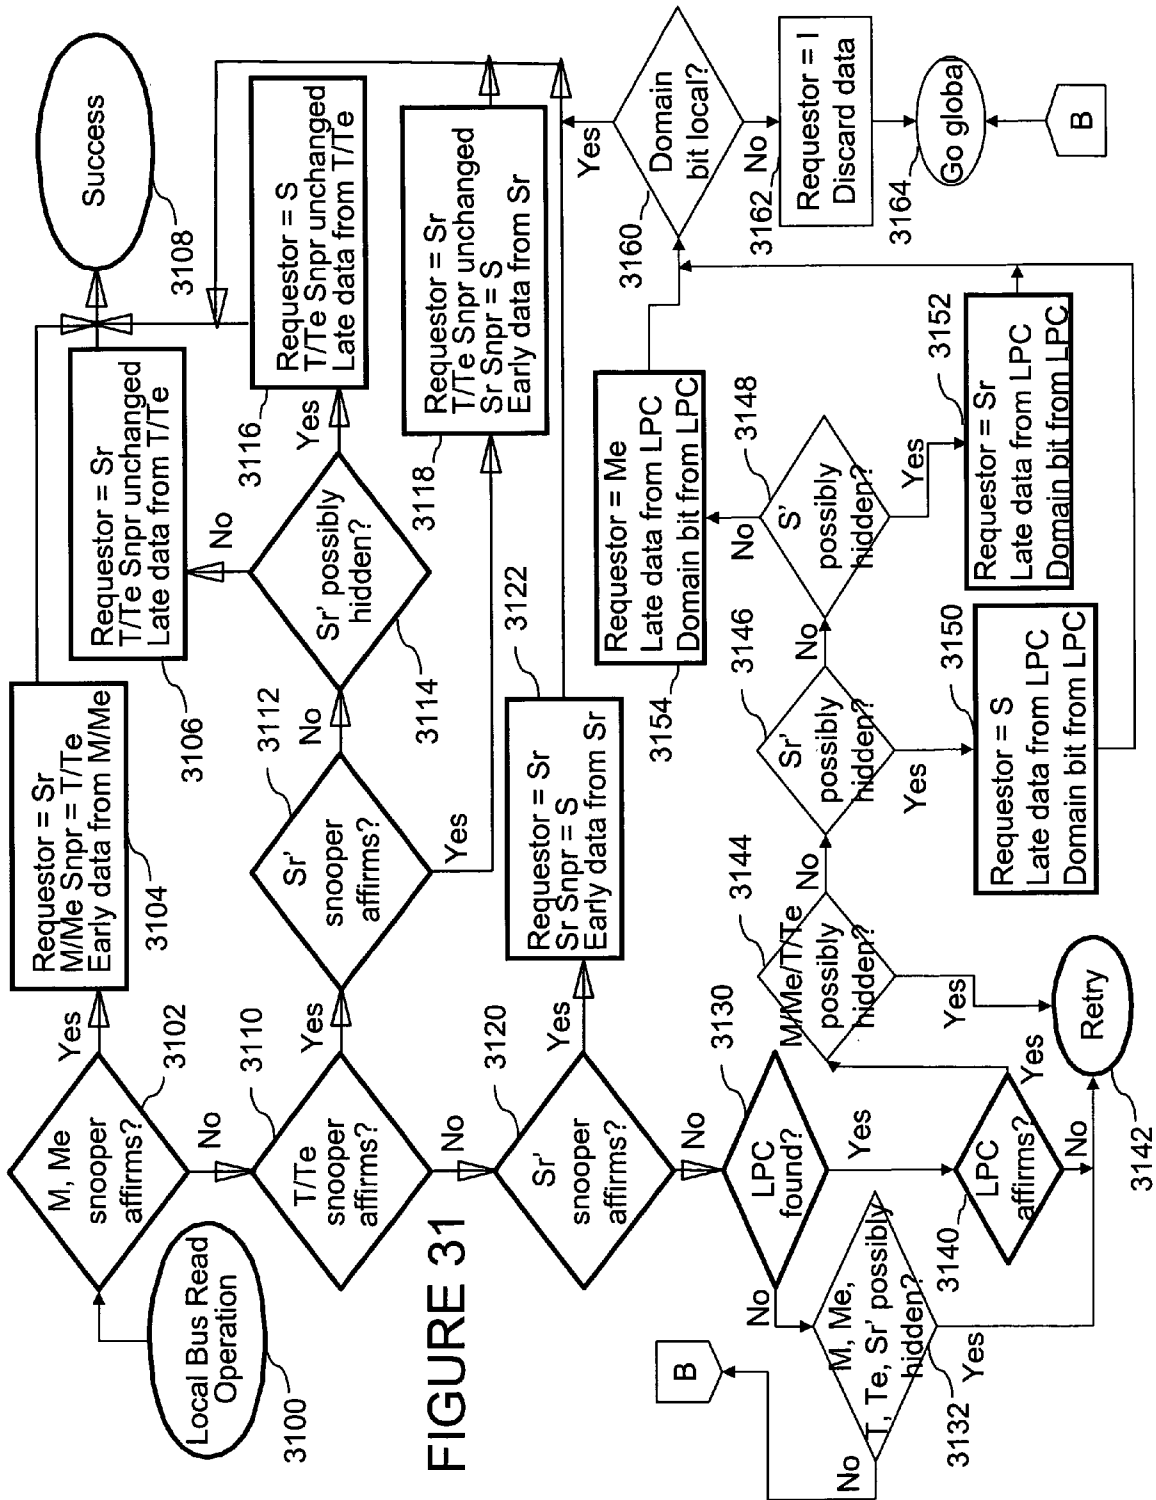 Local Bus Read
Operation
3100
M, Me
snooper
affirms?
3102
Yes
No
Requestor = Sr
M/Me Snpr = T/Te
Early data from M/Me
3104
Requestor = Sr
T/Te Snpr unchanged
Late data from T/Te
3106
Success
3108
T/Te
snooper
affirms?
3110
Yes
No
Sr'
snooper
affirms?
3112
No
Yes
Sr' possibly
hidden?
3114
No
Yes
Requestor = S
T/Te Snpr unchanged
Late data from T/Te
3116
Requestor = Sr
T/Te Snpr unchanged
Sr Snpr = S
Early data from Sr
3118
Sr'
snooper
affirms?
3120
Yes
No
Requestor = Sr
Sr Snpr = S
Early data from Sr
3122
LPC
found?
3130
No
Yes
M, Me,
T, Te, Sr' possibly
hidden?
3132
No
Yes
B
LPC
affirms?
3140
Yes
No
Retry
3142
M/Me/T/Te
possibly
hidden?
3144
No
Yes
Sr'
possibly
hidden?
3146
No
Yes
S'
possibly
hidden?
3148
No
Yes
Requestor = S
Late data from LPC
Domain bit from LPC
3150
Requestor = Sr
Late data from LPC
Domain bit from LPC
3152
Requestor = Me
Late data from LPC
Domain bit from LPC
3154
Domain
bit local?
3160
Yes
No
Requestor = I
Discard data
3162
Go global
3164
B
FIGURE 31